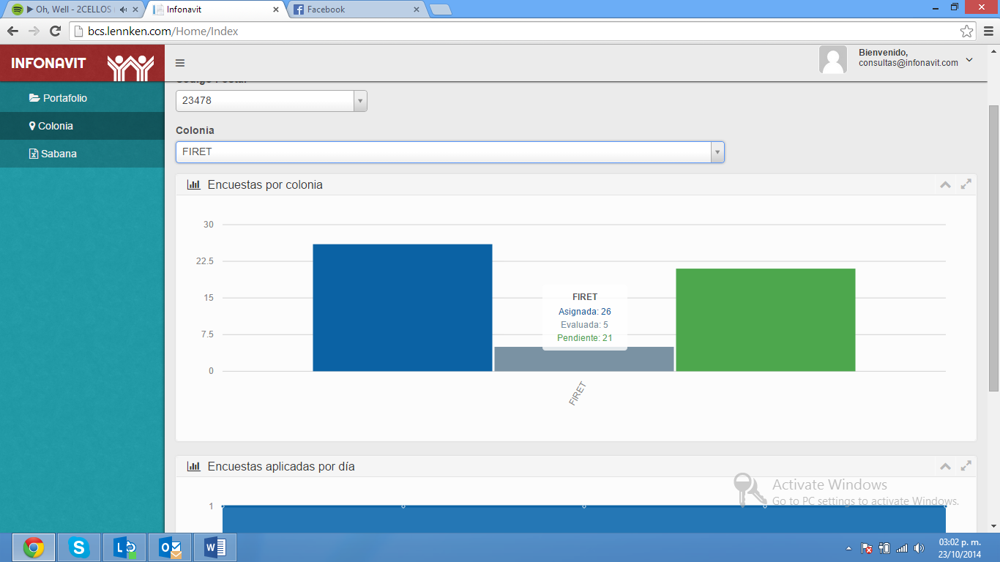 Oh, Well - 2CELLOS
Infonavit
Facebook
bcs.lennken.com/Home/Index
INFONAVIT
Bienvenido,
consultas@infonavit.com
Portafolio
Colonia
Sabana
Código Postal
23478
Colonia
FIRET
Encuestas por colonia
30
22.5
15
7.5
0
FIRET
Asignada: 26
Evaluada: 5
Pendiente: 21
FIRET
Encuestas aplicadas por día
1
Activate Windows
Go to PC settings to activate Windows.
03:02 p. m.
23/10/2014